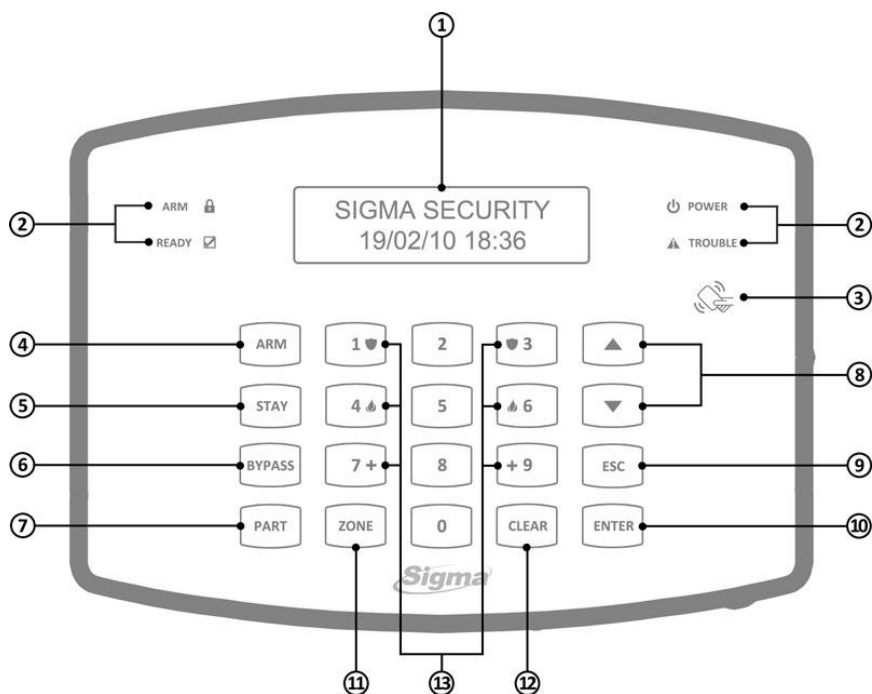 1
2 ARM POWER 2
READY TROUBLE
SIGMA SECURITY
19/02/10 18:36
3
4 ARM 1 2 3 8
5 STAY 4 5 6
6 BYPASS 7 + 8 + 9 ESC 9
7 PART ZONE 0 CLEAR ENTER 10
Sigma
11 13 12